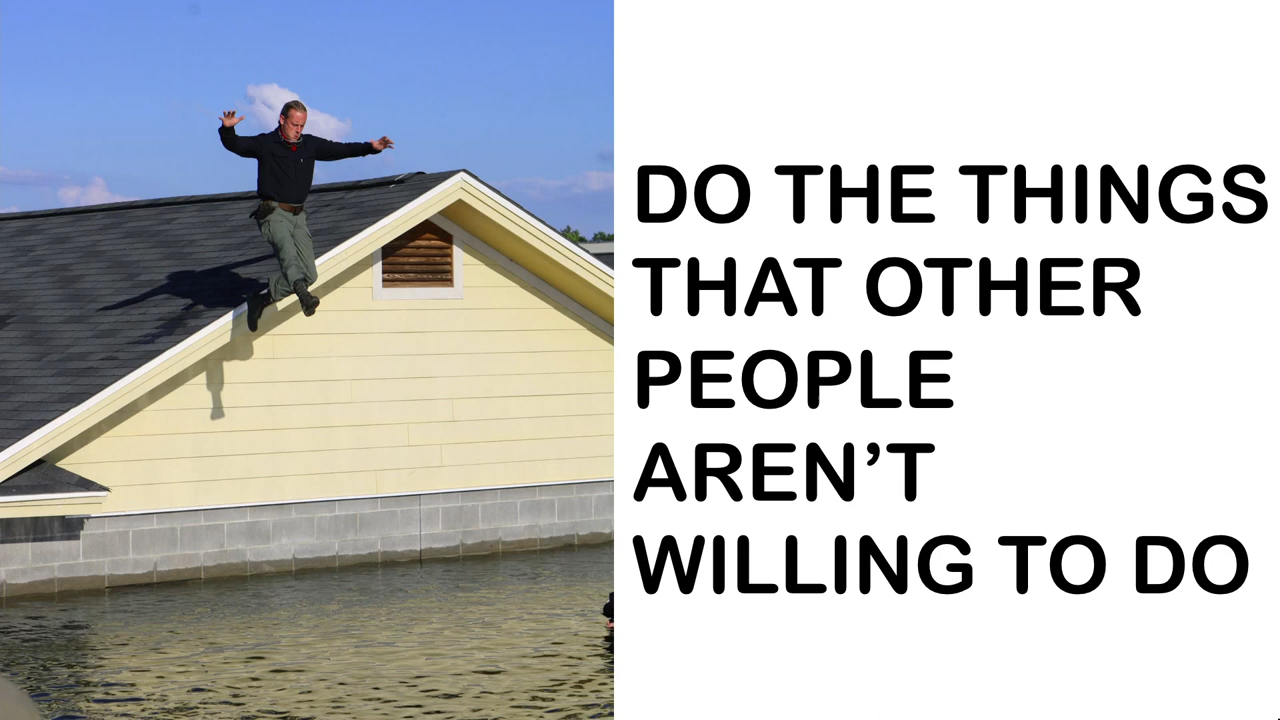 DO THE THINGS
THAT OTHER
PEOPLE
AREN’T
WILLING TO DO